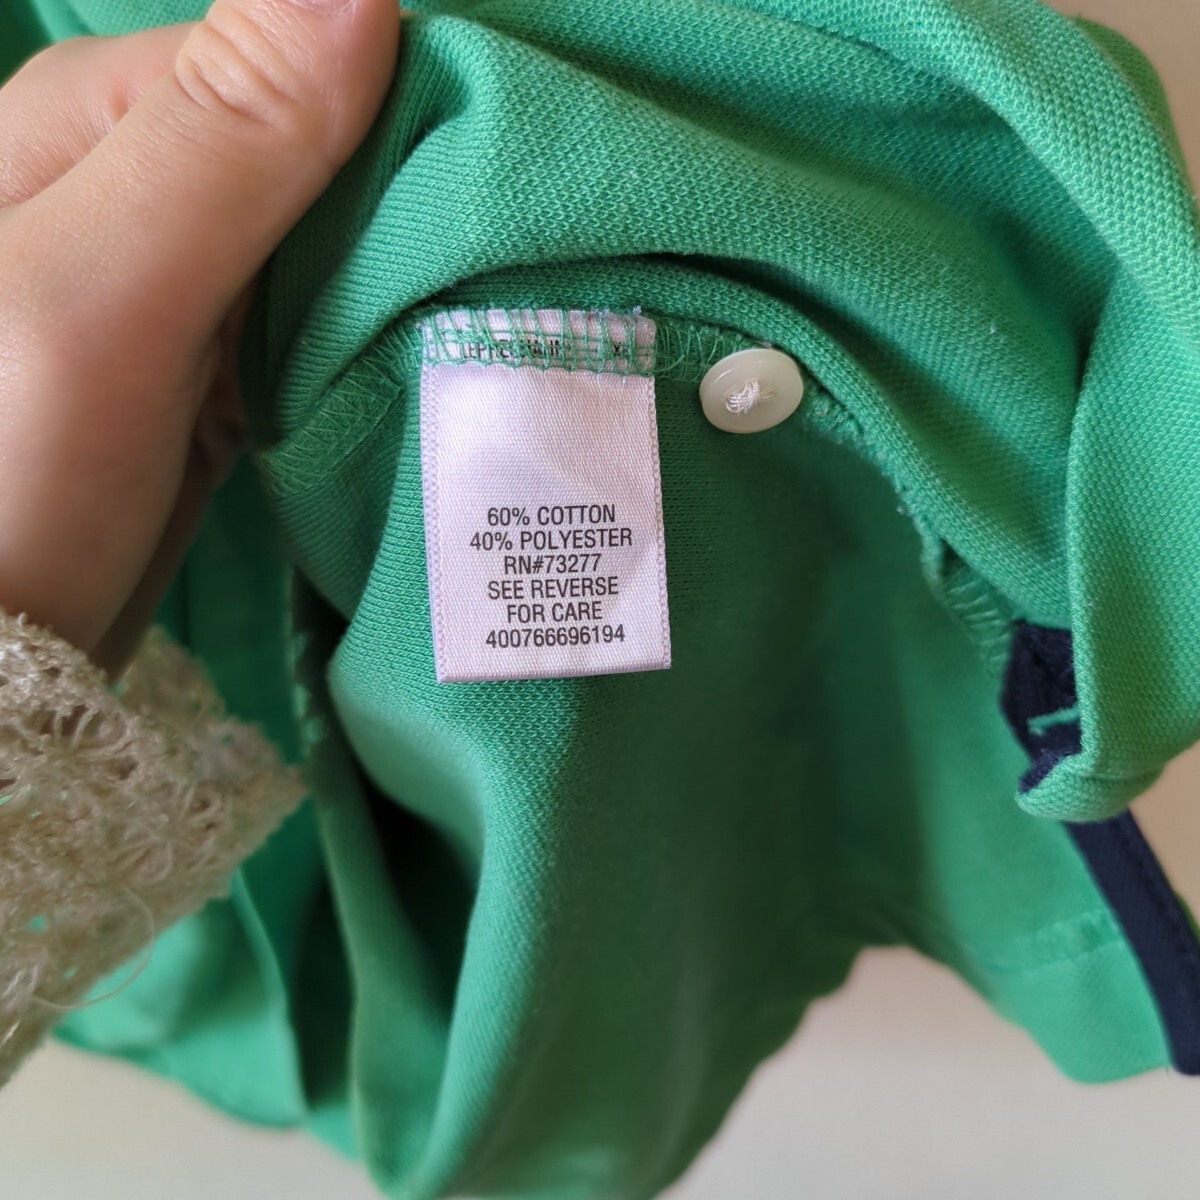 60% COTTON
40% POLYESTER
RN#73277
SEE REVERSE
FOR CARE
400766696194